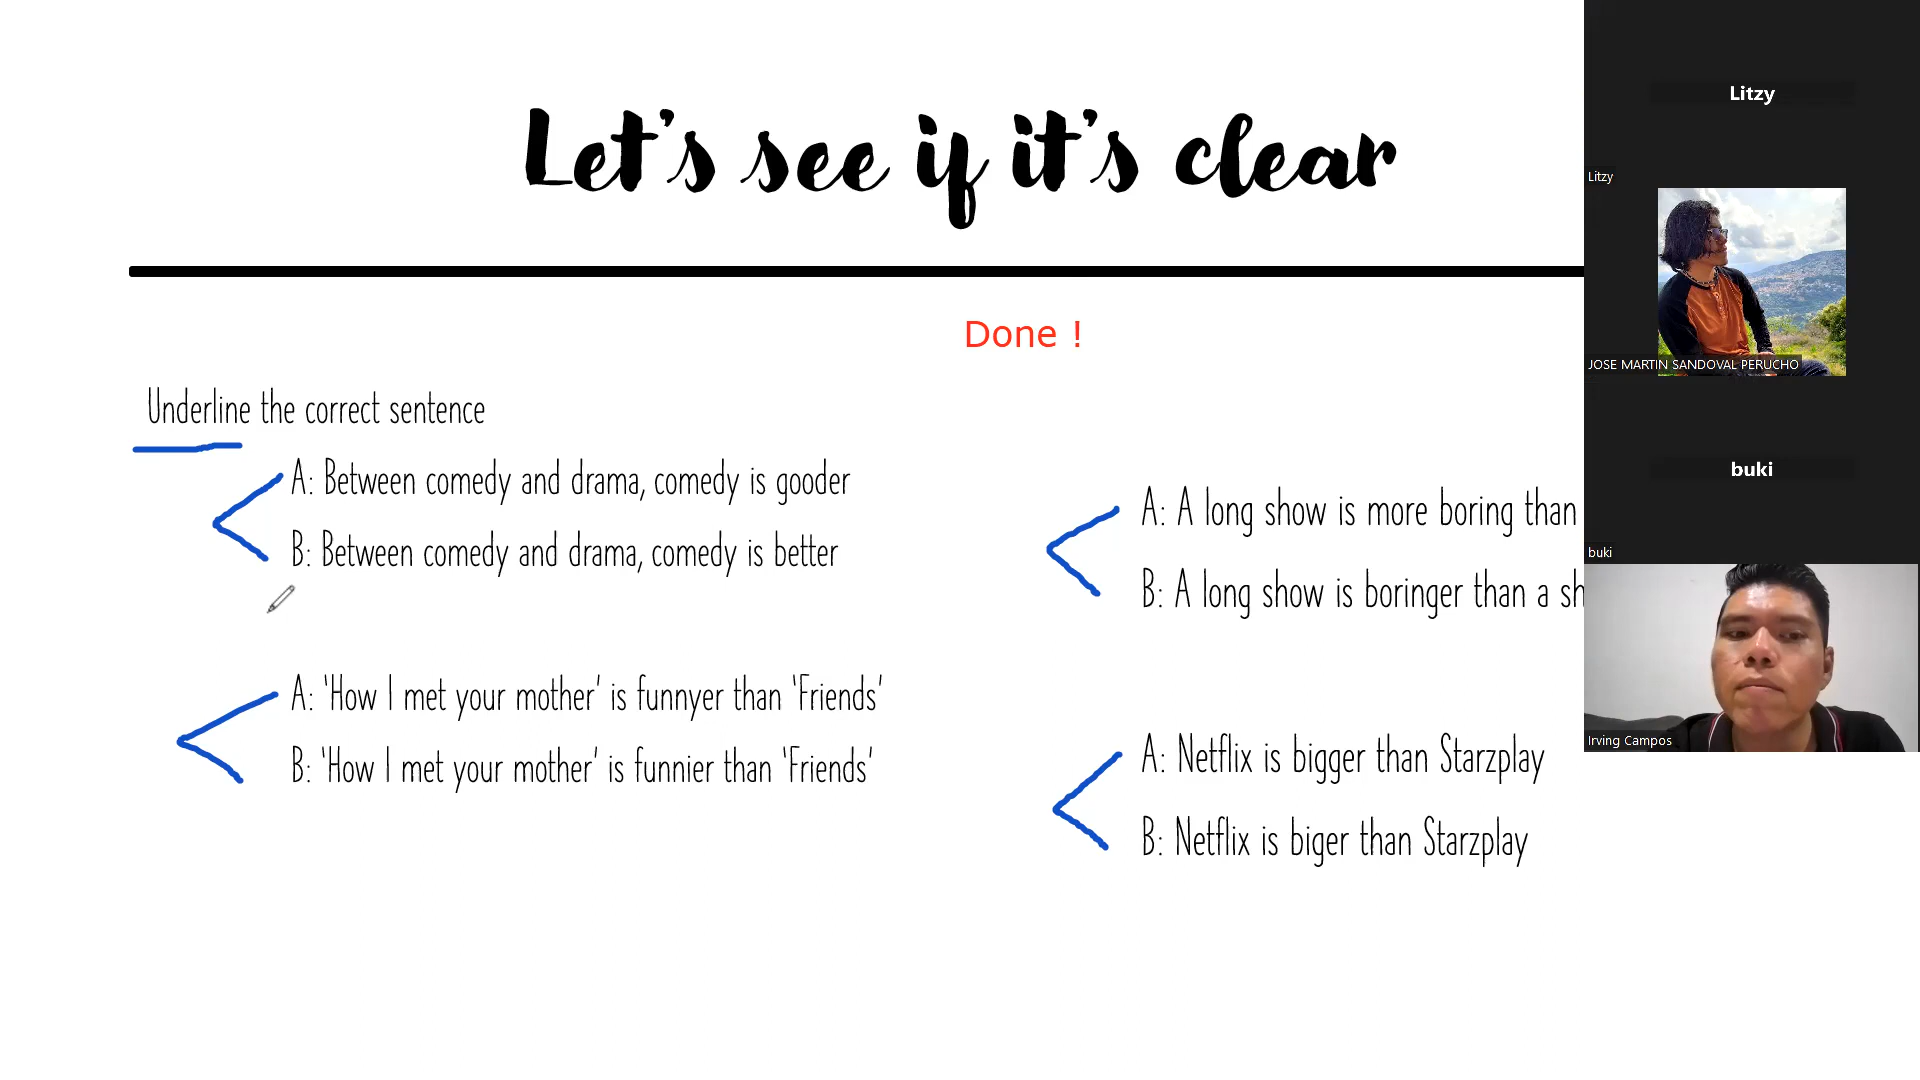 Let's see if it's clear
Done !
Underline the correct sentence
A: Between comedy and drama, comedy is gooder
B: Between comedy and drama, comedy is better
A: 'How I met your mother' is funnyer than 'Friends'
B: 'How I met your mother' is funnier than 'Friends'
A: A long show is more boring than
B: A long show is boringer than a sh
A: Netflix is bigger than Starzplay
B: Netflix is biger than Starzplay
Litzy
Litzy
JOSE MARTIN SANDOVAL PERUCHO
buki
buki
Irving Campos